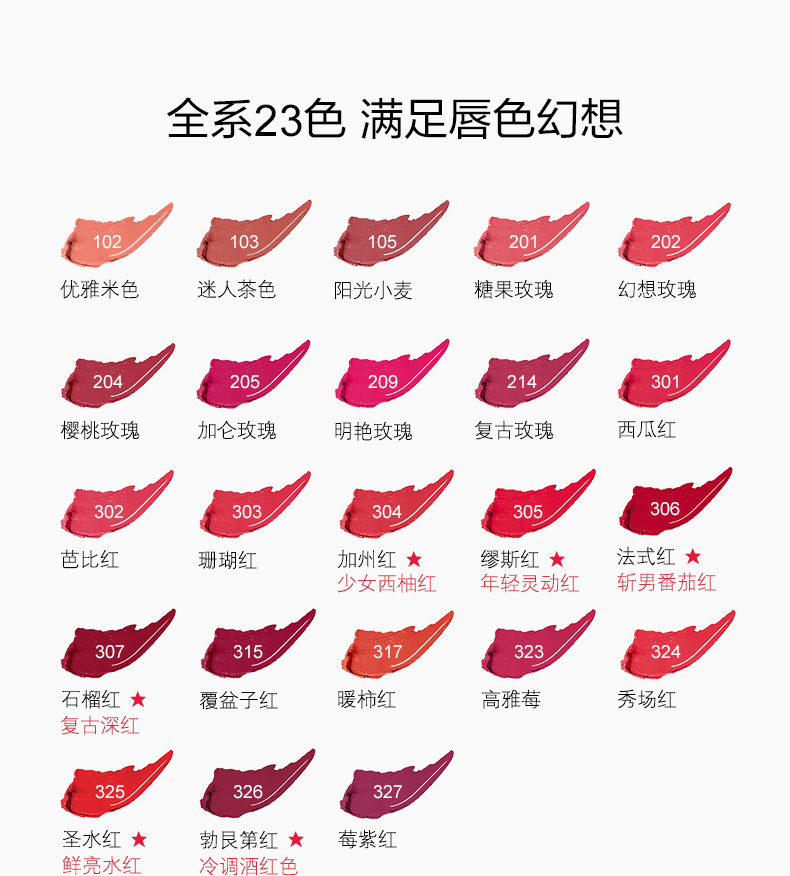 全系23色 满足唇色幻想
102 103 105 201 202
优雅米色 迷人茶色 阳光小麦 糖果玫瑰 幻想玫瑰
204 205 209 214 301
樱桃玫瑰 加仑玫瑰 明艳玫瑰 复古玫瑰 西瓜红
302 303 304 305 306
芭比红 珊瑚红 加州红 ★ 缪斯红 ★ 法式红 ★
少女西柚红 年轻灵动红 斩男番茄红
307 315 317 323 324
石榴红 ★ 覆盆子红 暖柿红 高雅莓 秀场红
复古深红
325 326 327
圣水红 ★ 勃艮第红 ★ 莓紫红
鲜亮水红 冷调酒红色